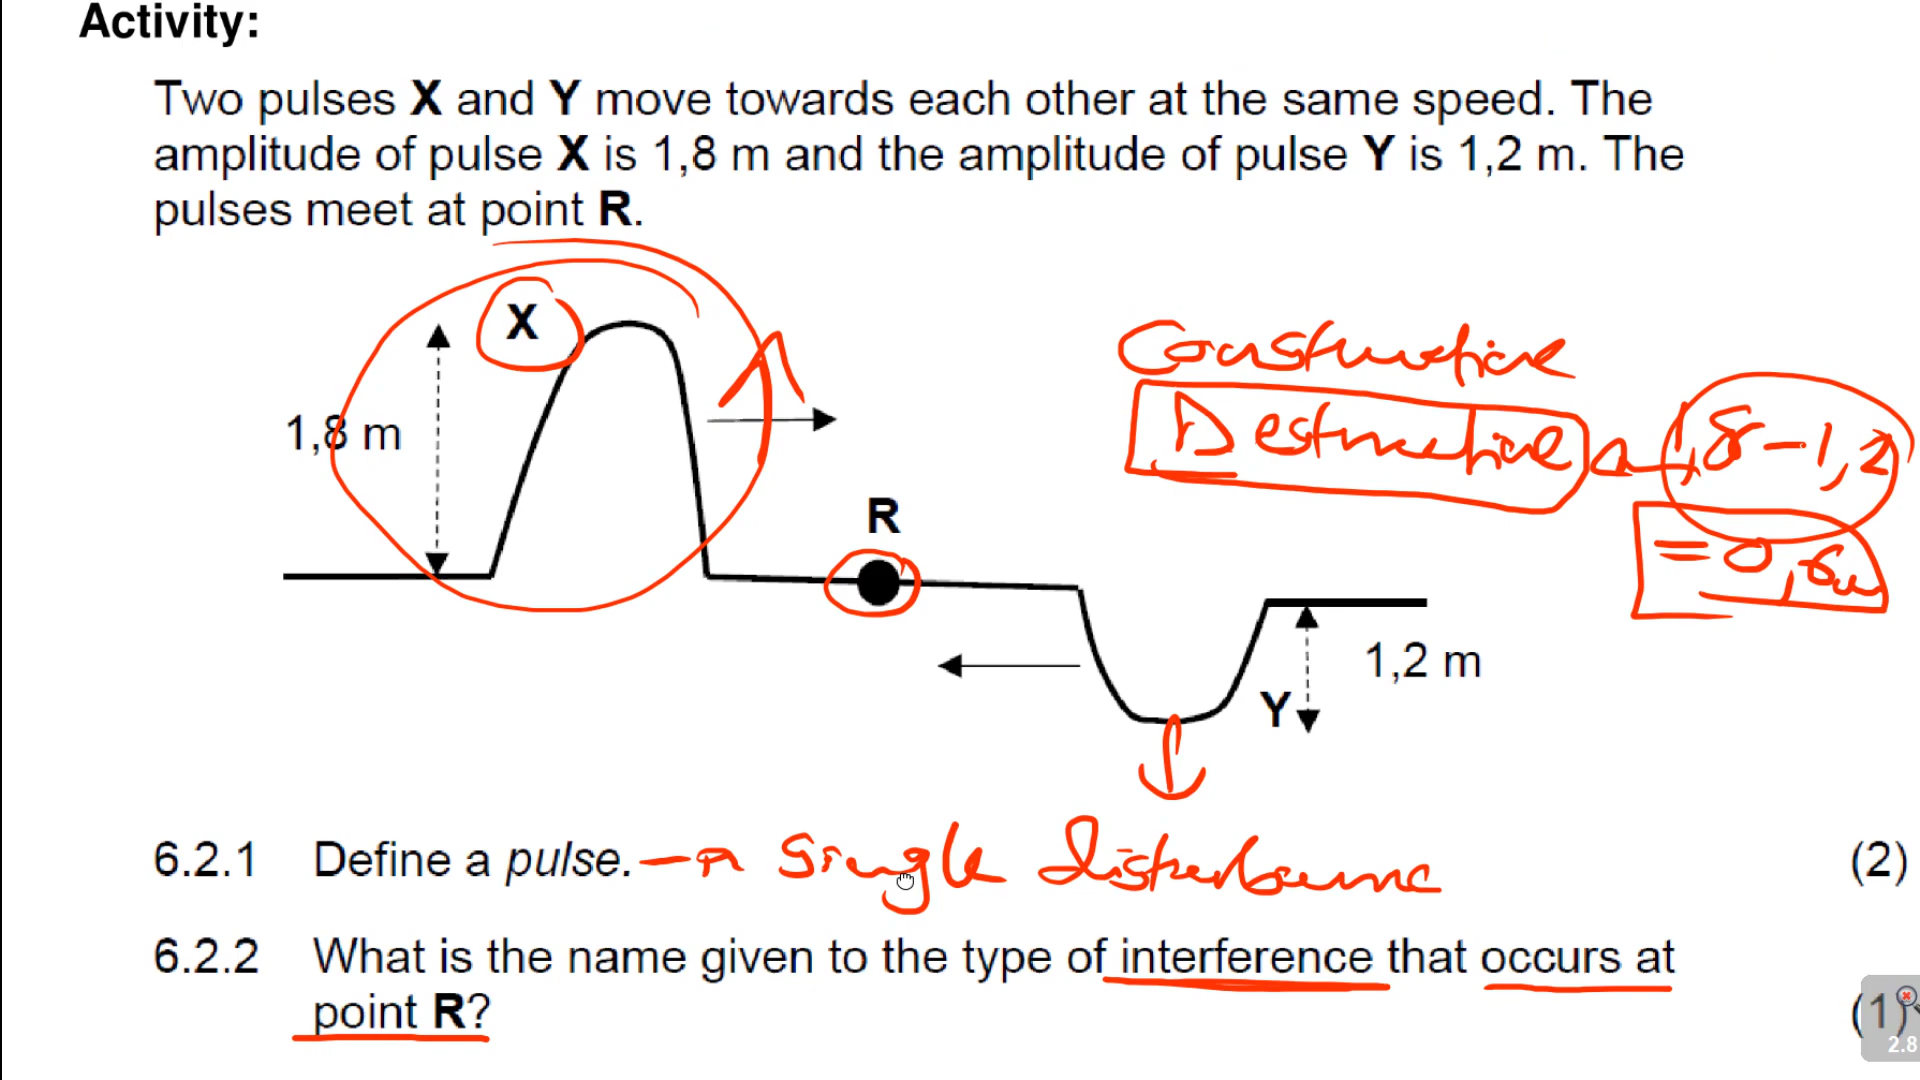 Activity:
Two pulses X and Y move towards each other at the same speed. The
amplitude of pulse X is 1,8 m and the amplitude of pulse Y is 1,2 m. The
pulses meet at point R.
X
Constructive
1,8 m
Destructive 1,8-1,2
R
= 0,6m
1,2 m
Y
6.2.1 Define a pulse. - A Single disturbance (2)
6.2.2 What is the name given to the type of interference that occurs at
point R? (1)
2.8